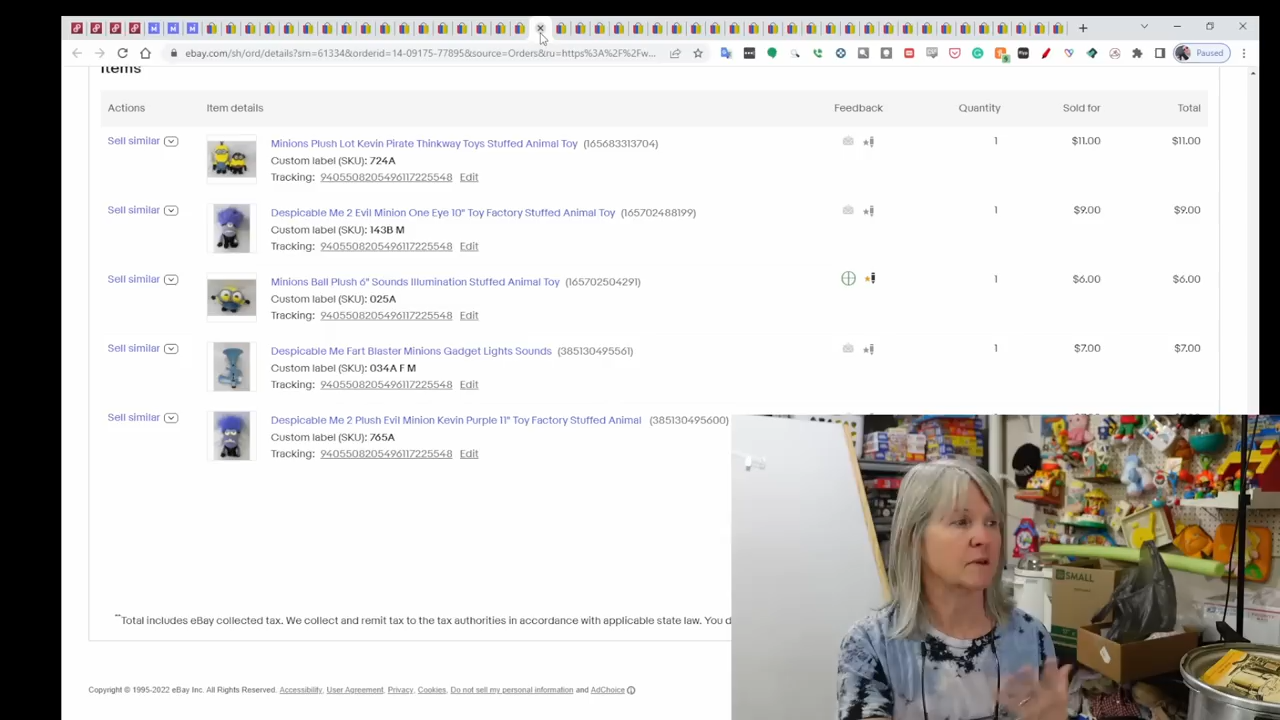 ebay.com/sh/ord/details?srn=61334&orderid=14-09175-77895&source=Orders&ru=https%3A%2F%2Fw...
Paused
Items
Actions Item details Feedback Quantity Sold for Total
Sell similar Minions Plush Lot Kevin Pirate Thinkway Toys Stuffed Animal Toy (165683313704) 1 $11.00 $11.00
Custom label (SKU): 724A
Tracking: 9405508205496117225548 Edit
Sell similar Despicable Me 2 Evil Minion One Eye 10" Toy Factory Stuffed Animal Toy (165702488199) 1 $9.00 $9.00
Custom label (SKU): 143B M
Tracking: 9405508205496117225548 Edit
Sell similar Minions Ball Plush 6" Sounds Illumination Stuffed Animal Toy (165702504291) 1 $6.00 $6.00
Custom label (SKU): 025A
Tracking: 9405508205496117225548 Edit
Sell similar Despicable Me Fart Blaster Minions Gadget Lights Sounds (385130495561) 1 $7.00 $7.00
Custom label (SKU): 034A F M
Tracking: 9405508205496117225548 Edit
Sell similar Despicable Me 2 Plush Evil Minion Kevin Purple 11" Toy Factory Stuffed Animal (385130495600)
Custom label (SKU): 765A
Tracking: 9405508205496117225548 Edit
SMALL
**Total includes eBay collected tax. We collect and remit tax to the tax authorities in accordance with applicable state law. You d
Copyright © 1995-2022 eBay Inc. All Rights Reserved. Accessibility, User Agreement, Privacy, Cookies, Do not sell my personal information and AdChoice